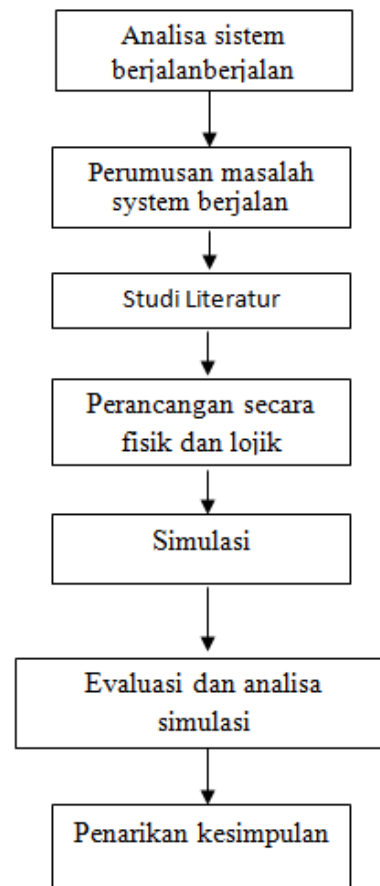 Analisa sistem
berjalanberjalan
Perumusan masalah
system berjalan
Studi Literatur
Perancangan secara
fisik dan lojik
Simulasi
Evaluasi dan analisa
simulasi
Penarikan kesimpulan